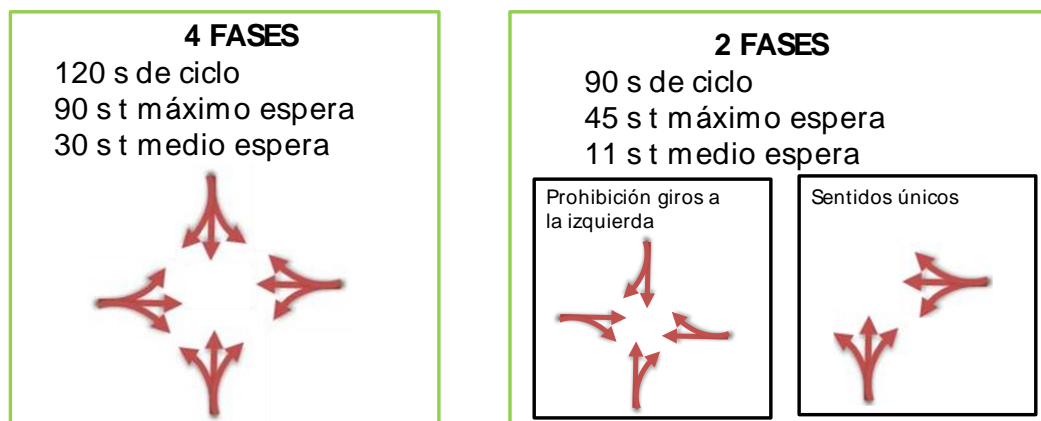 4 FASES
120 s de ciclo
90 s t máximo espera
30 s t medio espera
2 FASES
90 s de ciclo
45 s t máximo espera
11 s t medio espera
Prohibición giros a
la izquierda
Sentidos únicos